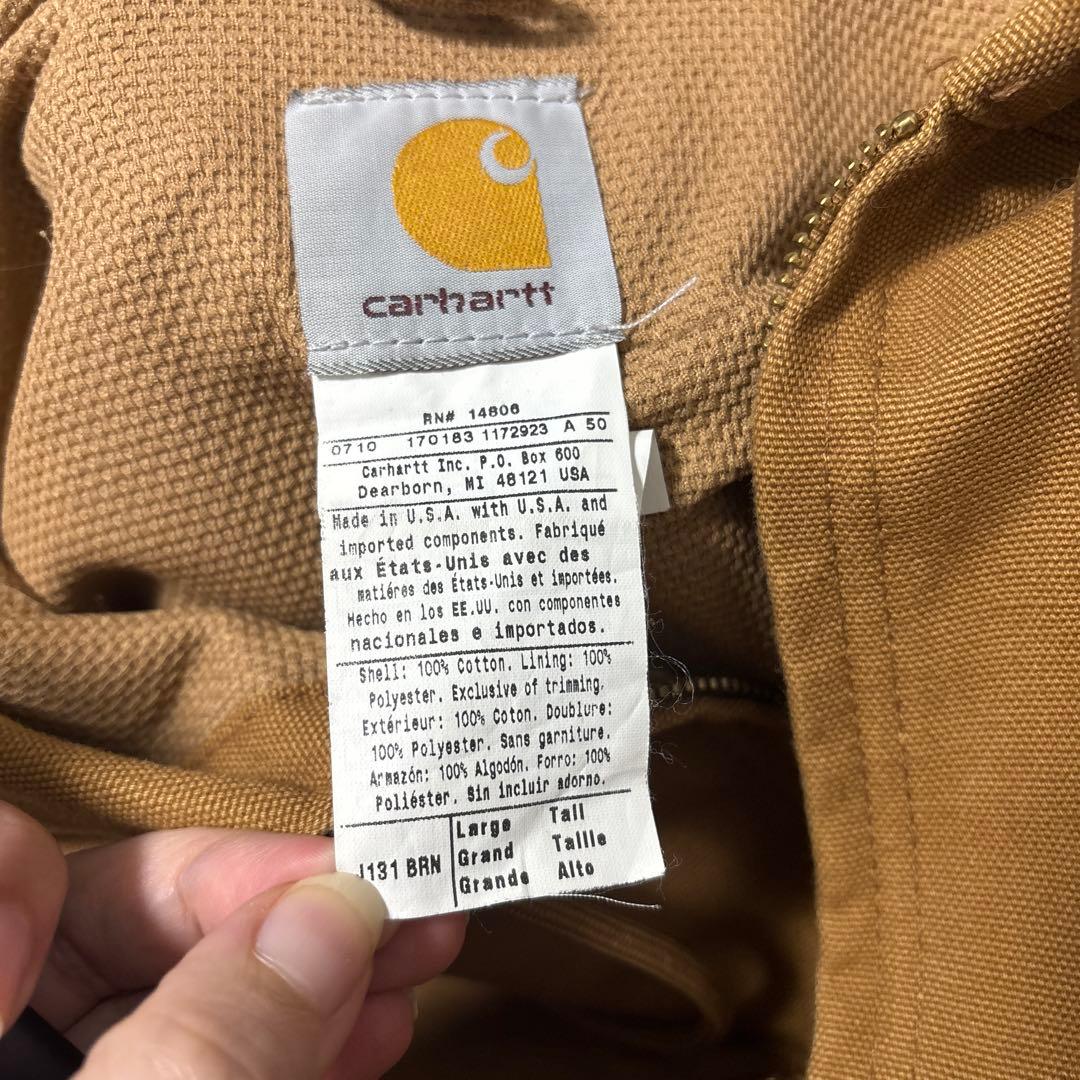 carhartt
RN# 14806
0710 170183 1172923 A 50
Carhartt Inc. P.O. Box 600
Dearborn, MI 48121 USA
Made in U.S.A. with U.S.A. and
imported components. Fabriqué
aux États-Unis avec des
matiéres des États-Unis et importées.
Hecho en los EE.UU. con componentes
nacionales e importados.
Shell: 100% Cotton. Lining: 100%
Polyester. Exclusive of trimming.
Extérieur: 100% Coton. Doublure:
100% Polyester. Sans garniture.
Armazón: 100% Algodón. Forro: 100%
Poliéster. Sin incluir adorno.
J131 BRN
Large Tall
Grand Taille
Grande Alto